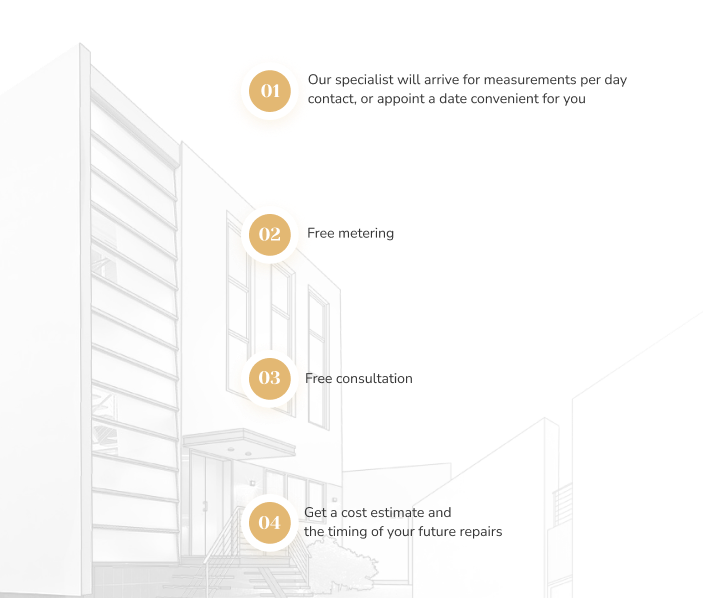 01
Our specialist will arrive for measurements per day
contact, or appoint a date convenient for you
02
Free metering
03
Free consultation
04
Get a cost estimate and
the timing of your future repairs